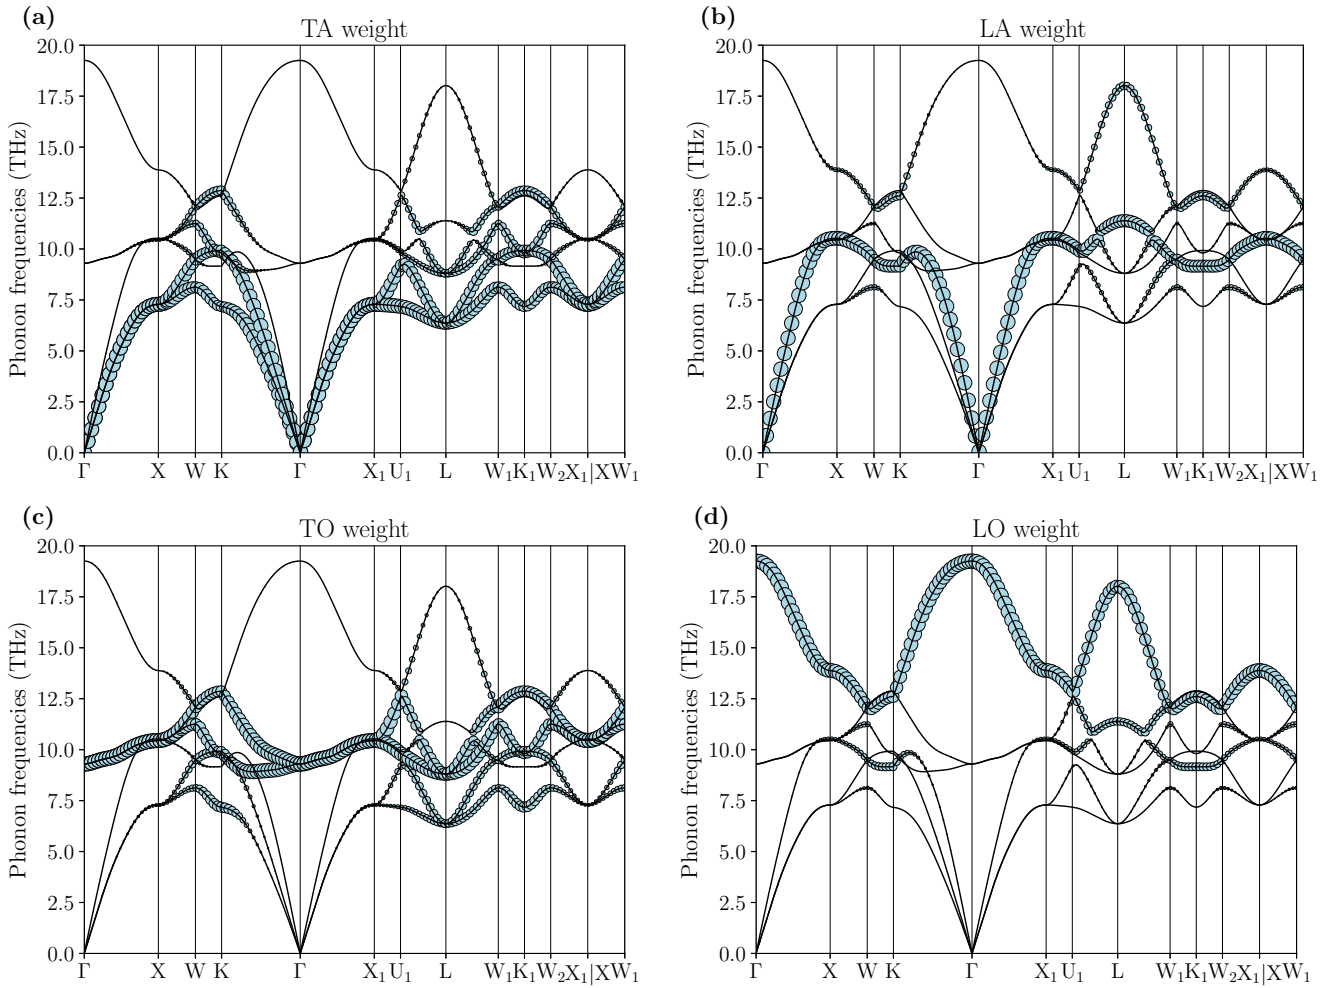 (a)
TA weight
Phonon frequencies (THz)
20.0
17.5
15.0
12.5
10.0
7.5
5.0
2.5
0.0
Γ X W K Γ X₁ U₁ L W₁ K₁ W₂ X₁|X W₁
(b)
LA weight
Phonon frequencies (THz)
20.0
17.5
15.0
12.5
10.0
7.5
5.0
2.5
0.0
Γ X W K Γ X₁ U₁ L W₁ K₁ W₂ X₁|X W₁
(c)
TO weight
Phonon frequencies (THz)
20.0
17.5
15.0
12.5
10.0
7.5
5.0
2.5
0.0
Γ X W K Γ X₁ U₁ L W₁ K₁ W₂ X₁|X W₁
(d)
LO weight
Phonon frequencies (THz)
20.0
17.5
15.0
12.5
10.0
7.5
5.0
2.5
0.0
Γ X W K Γ X₁ U₁ L W₁ K₁ W₂ X₁|X W₁